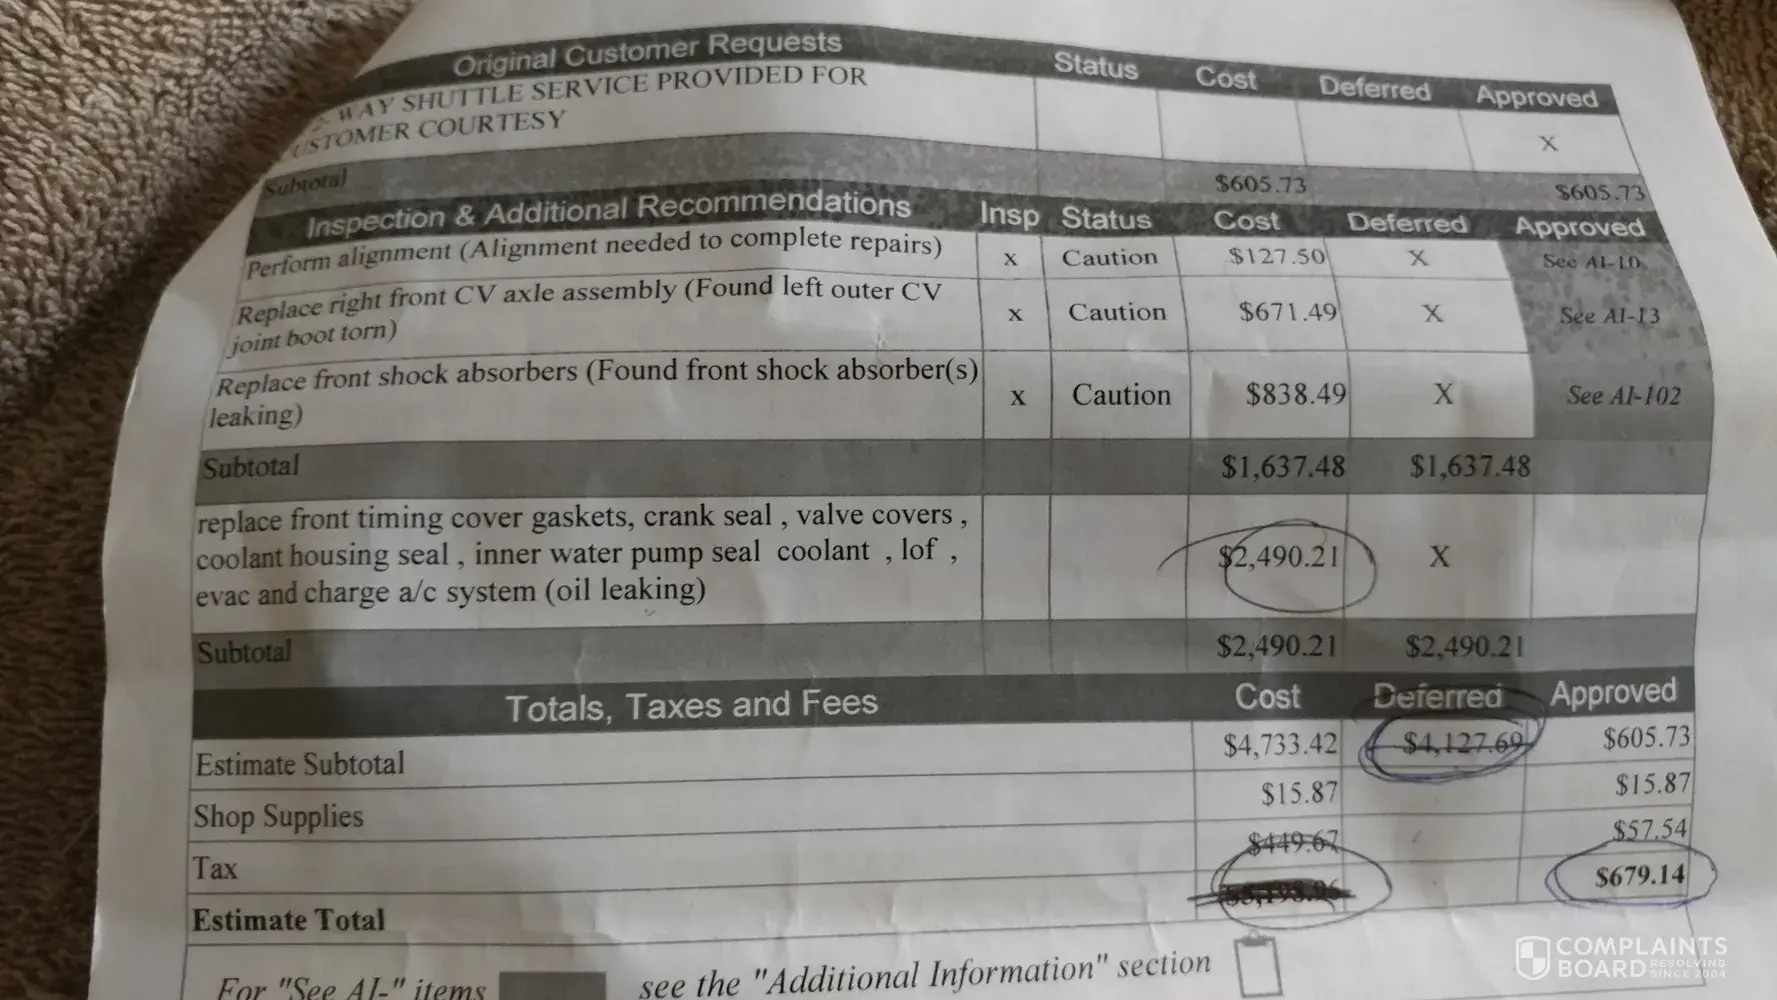 Original Customer Requests Status Cost Deferred Approved
WAY SHUTTLE SERVICE PROVIDED FOR
CUSTOMER COURTESY X
Subtotal $605.73 $605.73
Inspection & Additional Recommendations Insp Status Cost Deferred Approved
Perform alignment (Alignment needed to complete repairs) x Caution $127.50 X See AI-10
Replace right front CV axle assembly (Found left outer CV
joint boot torn) x Caution $671.49 X See AI-13
Replace front shock absorbers (Found front shock absorber(s)
leaking) x Caution $838.49 X See AI-102
Subtotal $1,637.48 $1,637.48
replace front timing cover gaskets, crank seal , valve covers ,
coolant housing seal , inner water pump seal coolant , lof , $2,490.21 X
evac and charge a/c system (oil leaking)
Subtotal $2,490.21 $2,490.21
Totals, Taxes and Fees Cost Deferred Approved
Estimate Subtotal $4,733.42 $4,127.69 $605.73
Shop Supplies $15.87 $15.87
Tax $449.67 $57.54
Estimate Total $5,198.96 $679.14
For "See AI-" items see the "Additional Information" section
COMPLAINTS
BOARD RESOLVING
SINCE 2004